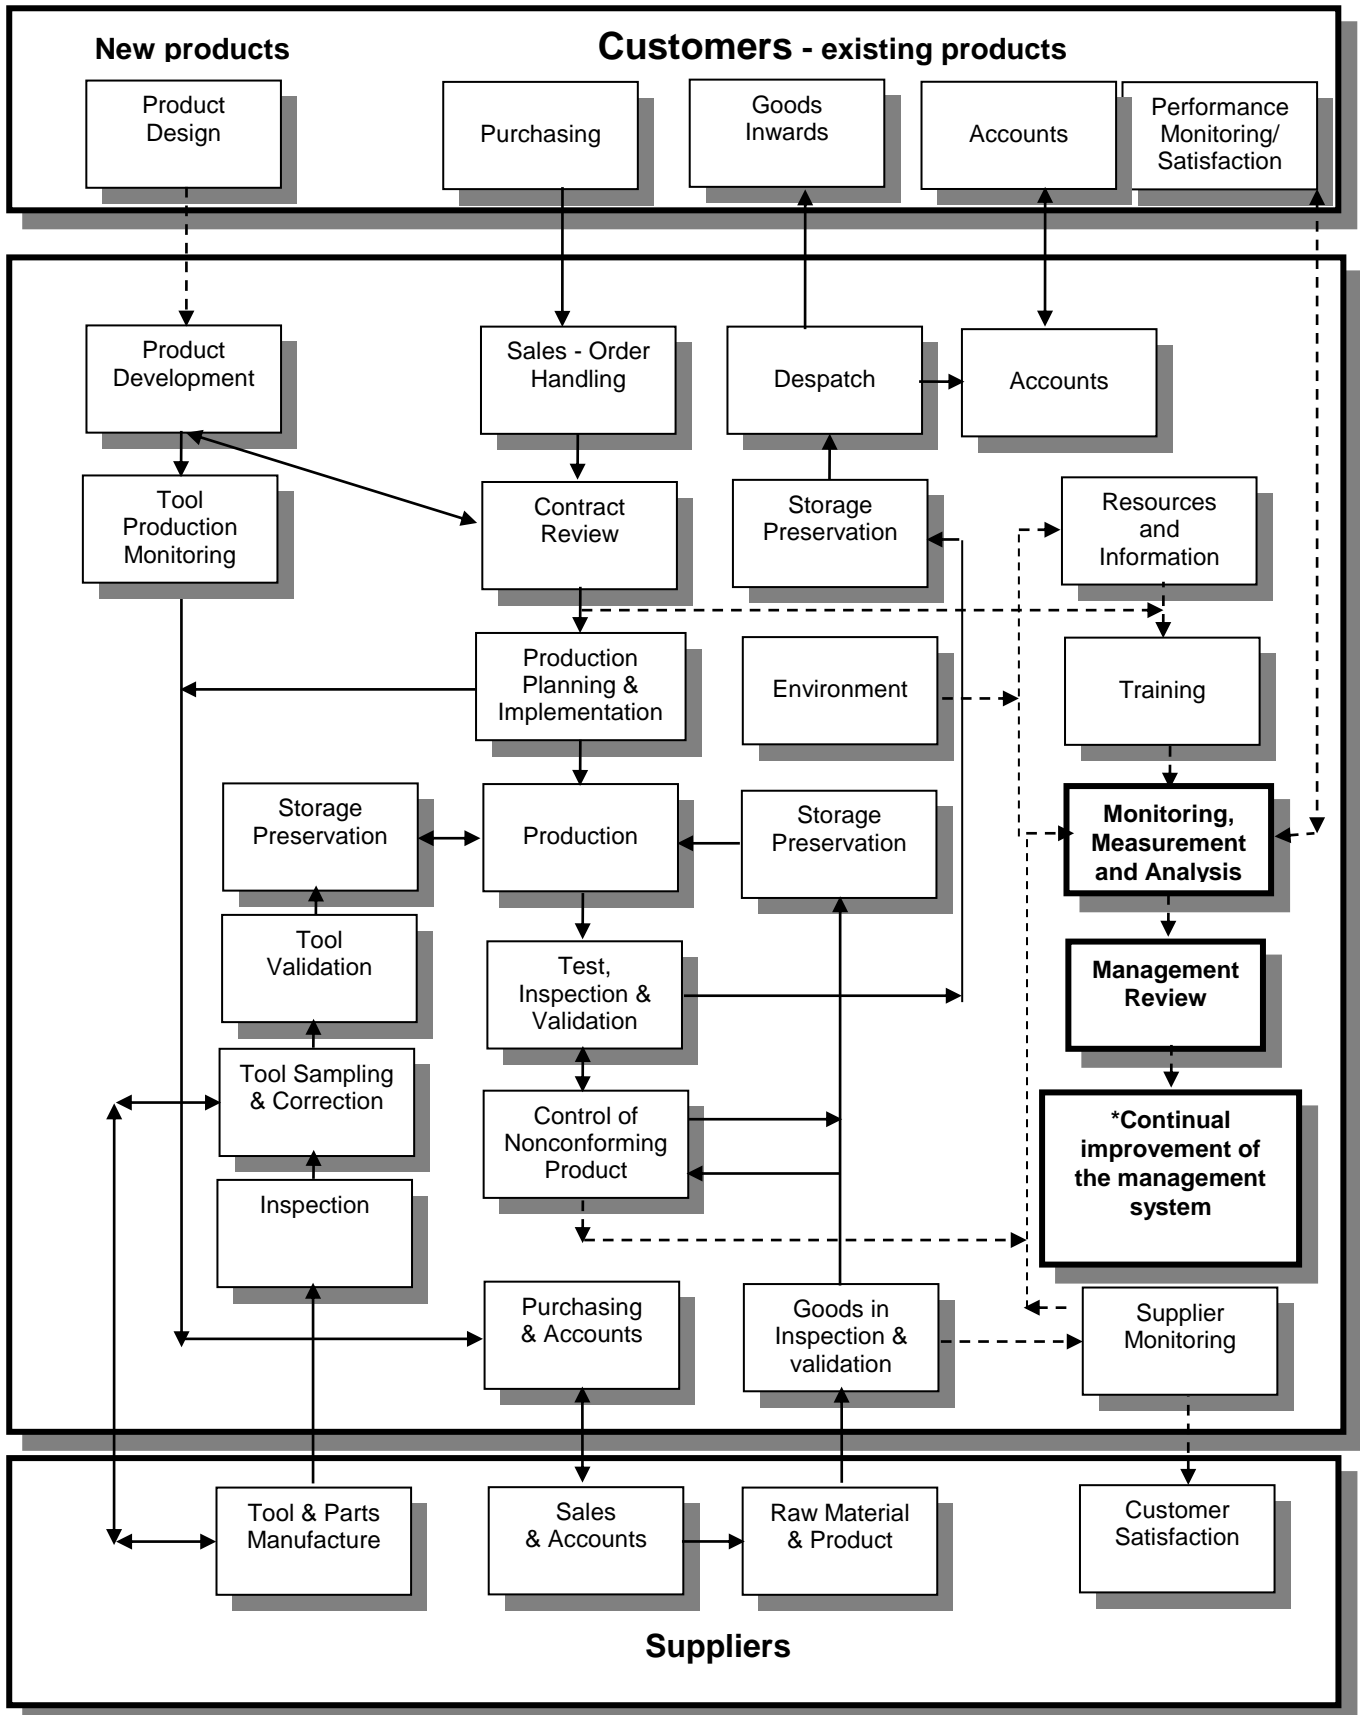 New products
Customers - existing products
Product
Design
Purchasing
Goods
Inwards
Accounts
Performance
Monitoring/
Satisfaction
Product
Development
Sales - Order
Handling
Despatch
Accounts
Tool
Production
Monitoring
Contract
Review
Storage
Preservation
Resources
and
Information
Production
Planning &
Implementation
Environment
Training
Storage
Preservation
Production
Storage
Preservation
Monitoring,
Measurement
and Analysis
Tool
Validation
Test,
Inspection &
Validation
Management
Review
Tool Sampling
& Correction
Control of
Nonconforming
Product
*Continual
improvement of
the management
system
Inspection
Purchasing
& Accounts
Goods in
Inspection &
validation
Supplier
Monitoring
Tool & Parts
Manufacture
Sales
& Accounts
Raw Material
& Product
Customer
Satisfaction
Suppliers